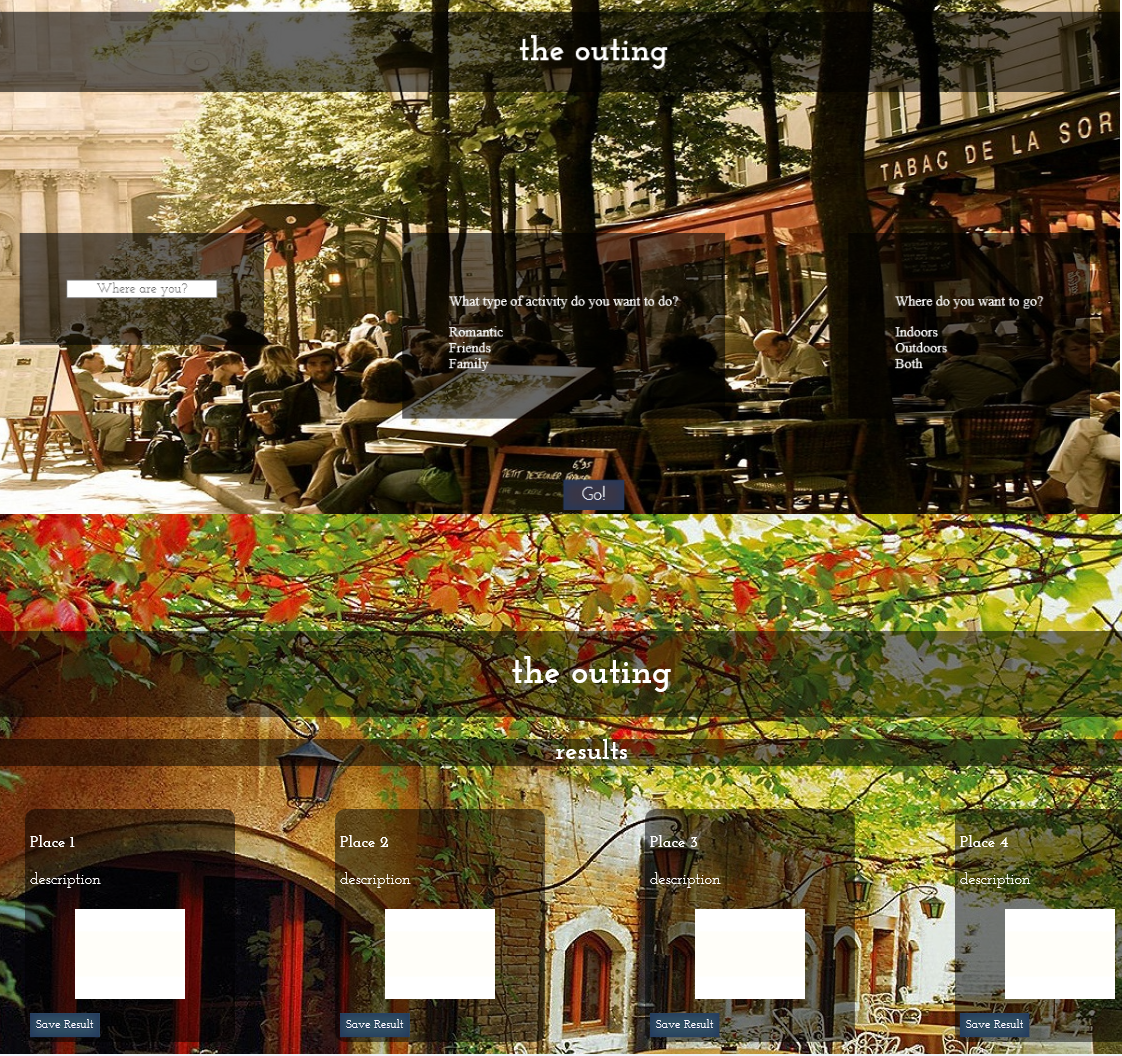 the outing
TABAC DE LA SOR
Where are you?
What type of activity do you want to do?
Romantic
Friends
Family
Where do you want to go?
Indoors
Outdoors
Both
Go!
the outing
results
Place 1
description
Save Result
Place 2
description
Save Result
Place 3
description
Save Result
Place 4
description
Save Result